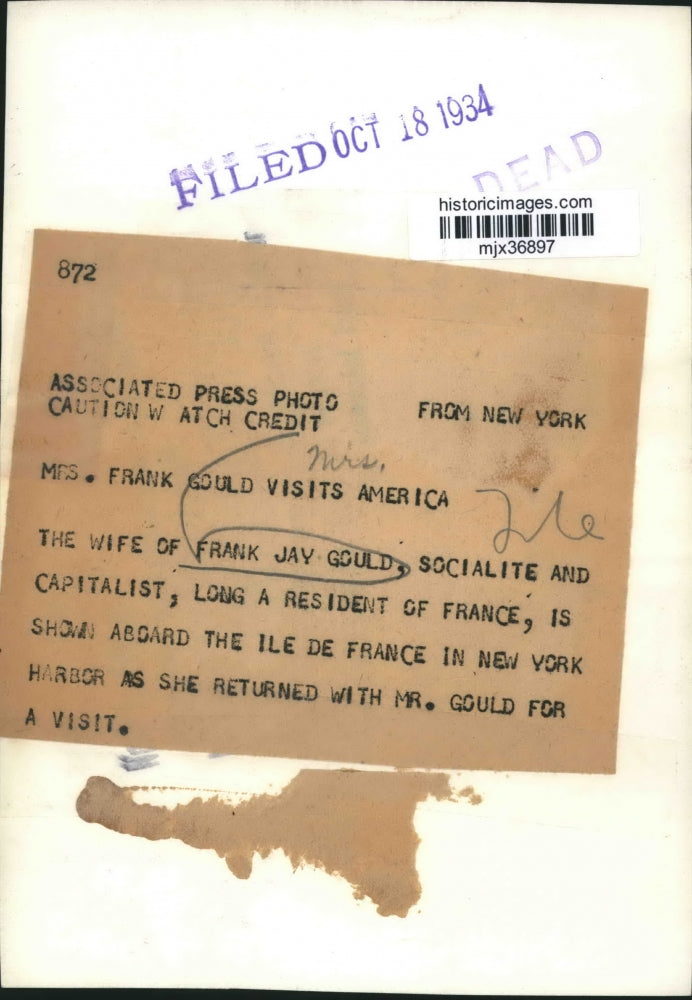 FILED OCT 18 1934
DEAD
historicimages.com
mjx36897
872
ASSOCIATED PRESS PHOTO
CAUTION W ATCH CREDIT
FROM NEW YORK
Mrs.
MRS. FRANK GOULD VISITS AMERICA
File
THE WIFE OF FRANK JAY GOULD, SOCIALITE AND
CAPITALIST, LONG A RESIDENT OF FRANCE, IS
SHOWN ABOARD THE ILE DE FRANCE IN NEW YORK
HARBOR AS SHE RETURNED WITH MR. GOULD FOR
A VISIT.